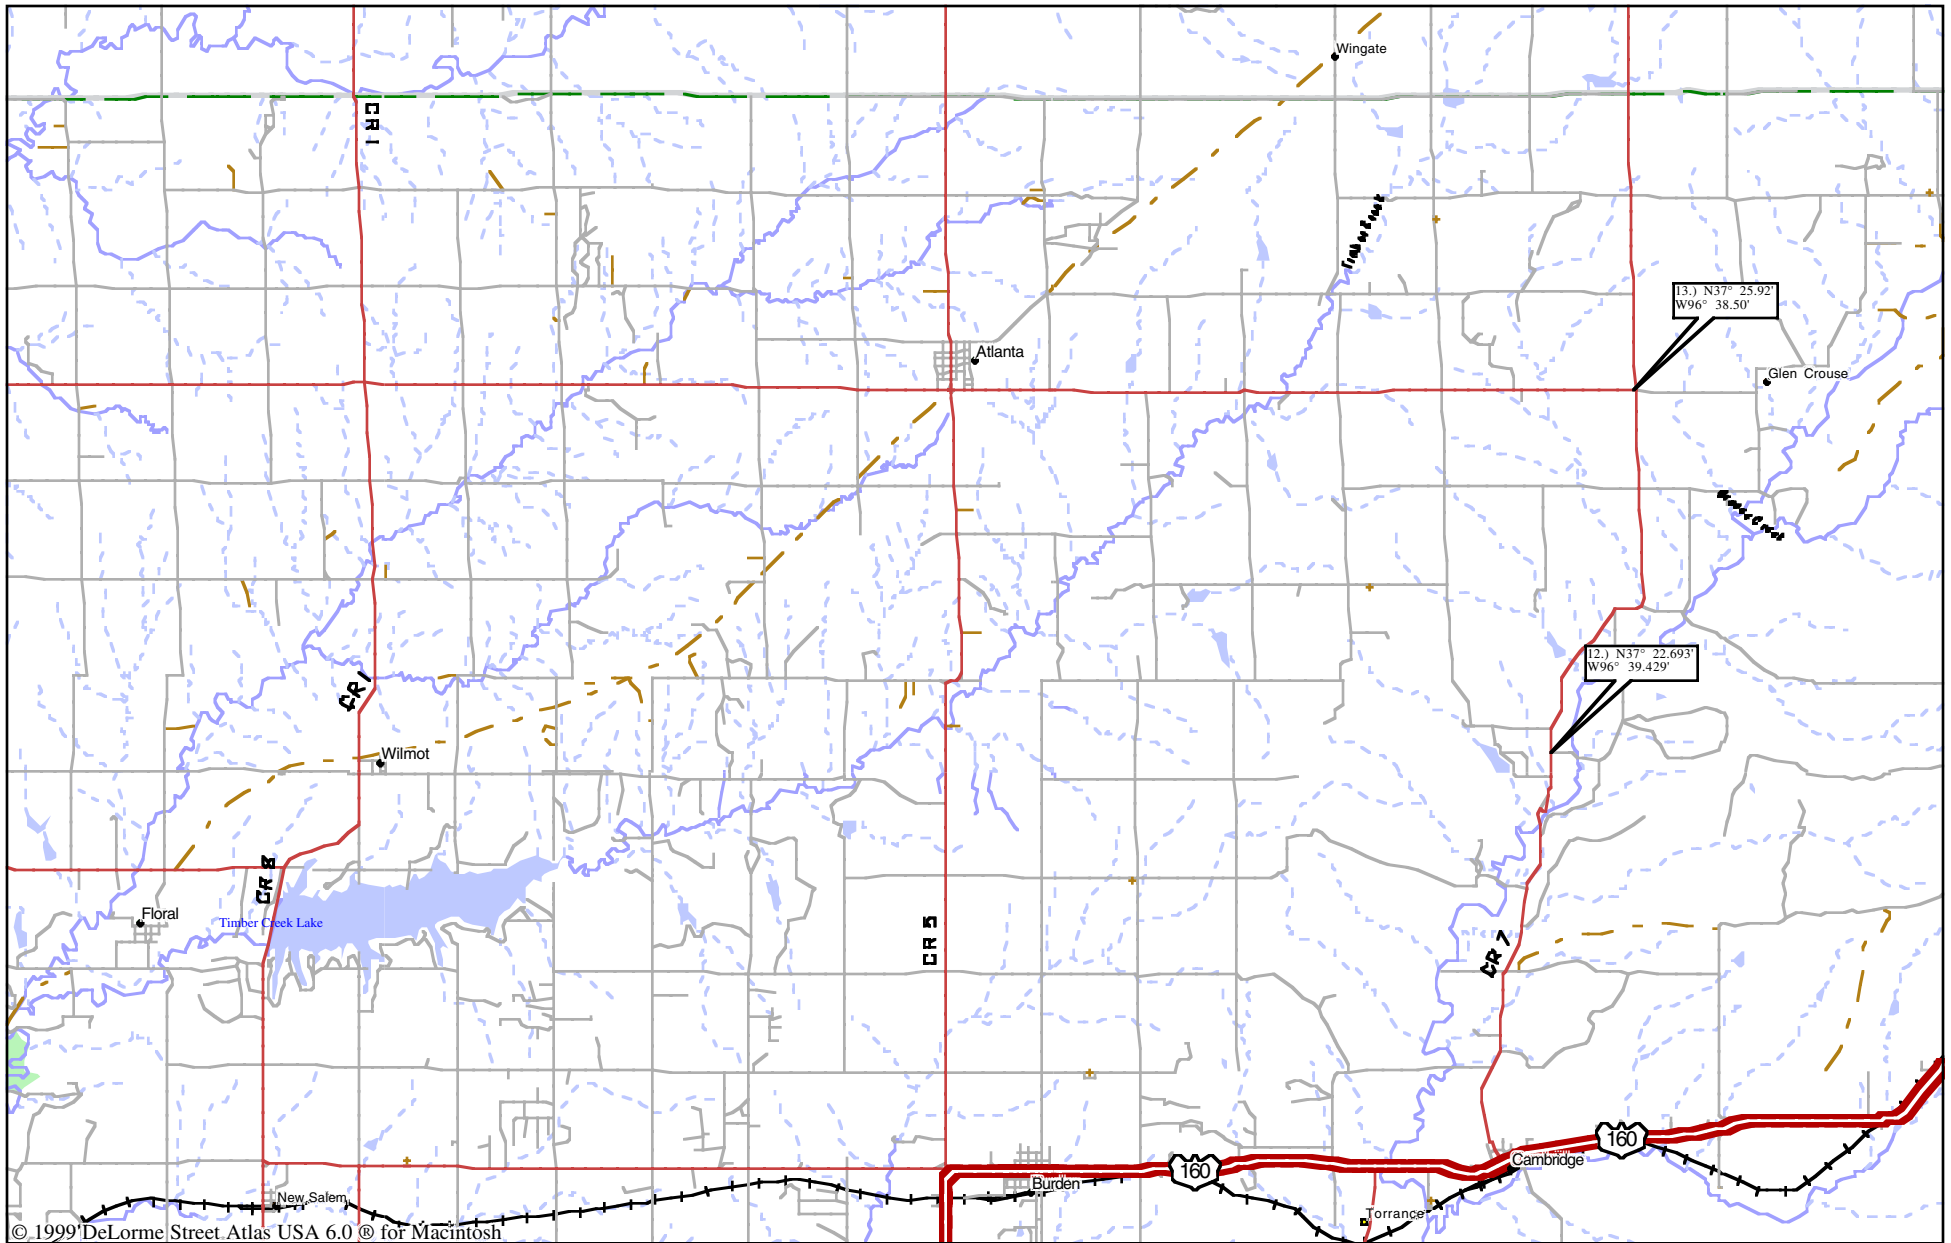 Wingate
CR 1
13.) N37° 25.92'
W96° 38.50'
Atlanta
Glen Crouse
12.) N37° 22.693'
W96° 39.429'
CR 1
Wilmot
CR 8
Floral
Timber Creek Lake
CR 5
CR 7
160
160
Cambridge
Burden
New Salem
Torrance
© 1999 DeLorme Street Atlas USA 6.0 ® for Macintosh